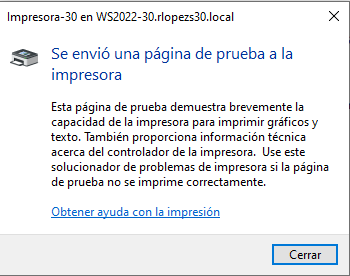 Impresora-30 en WS2022-30.rlopezs30.local
Se envió una página de prueba a la
impresora
Esta página de prueba demuestra brevemente la
capacidad de la impresora para imprimir gráficos y
texto. También proporciona información técnica
acerca del controlador de la impresora.  Use este
solucionador de problemas de impresora si la página
de prueba no se imprime correctamente.
Obtener ayuda con la impresión
Cerrar